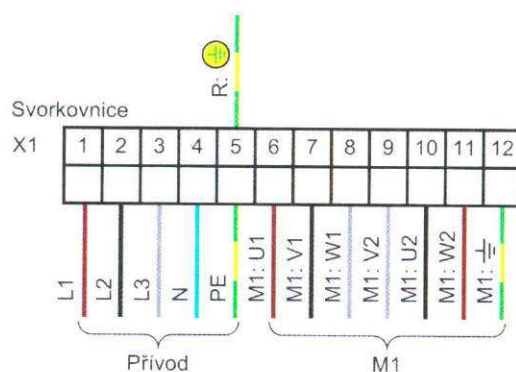 R:
Svorkovnice
X1 1 2 3 4 5 6 7 8 9 10 11 12
L1 L2 L3 N PE M1: U1 M1: V1 M1: W1 M1: V2 M1: U2 M1: W2 M1:
Přívod M1